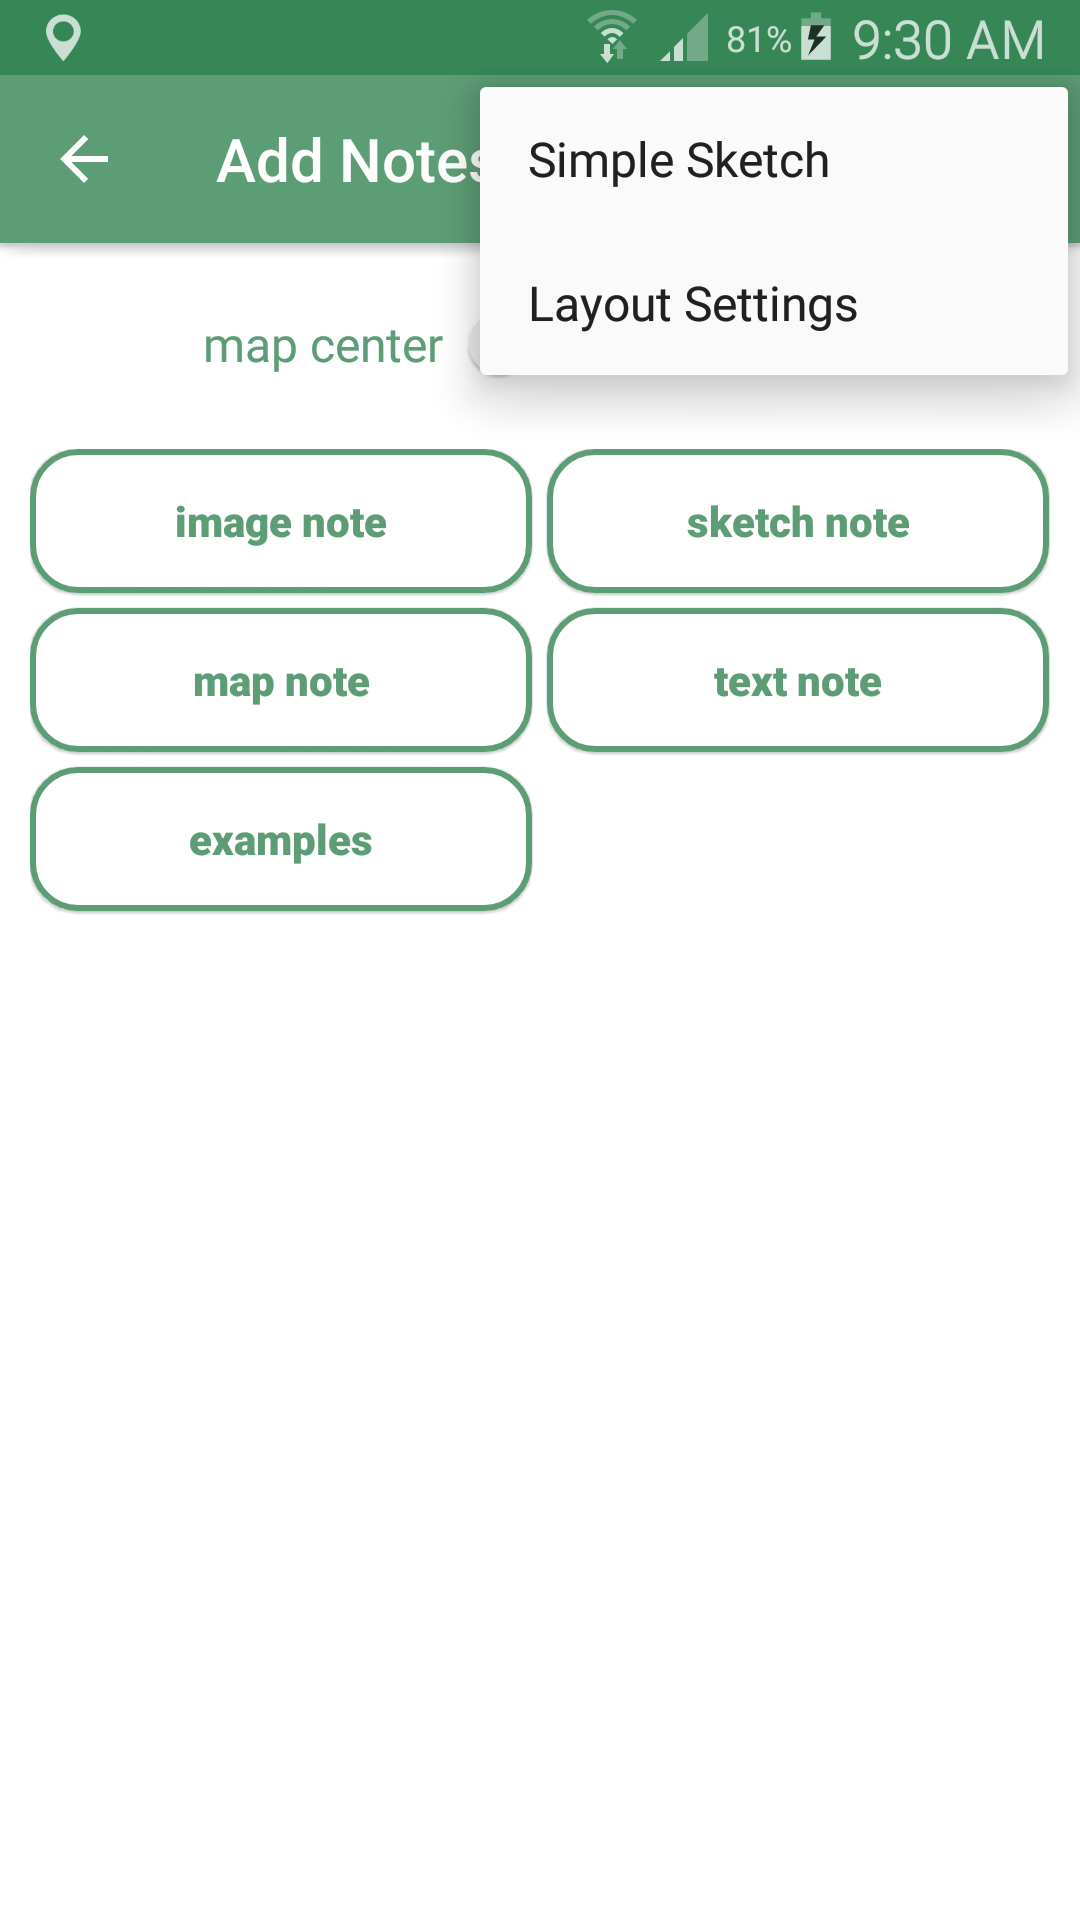 81% 9:30 AM
Add Notes
Simple Sketch
Layout Settings
map center
image note
sketch note
map note
text note
examples